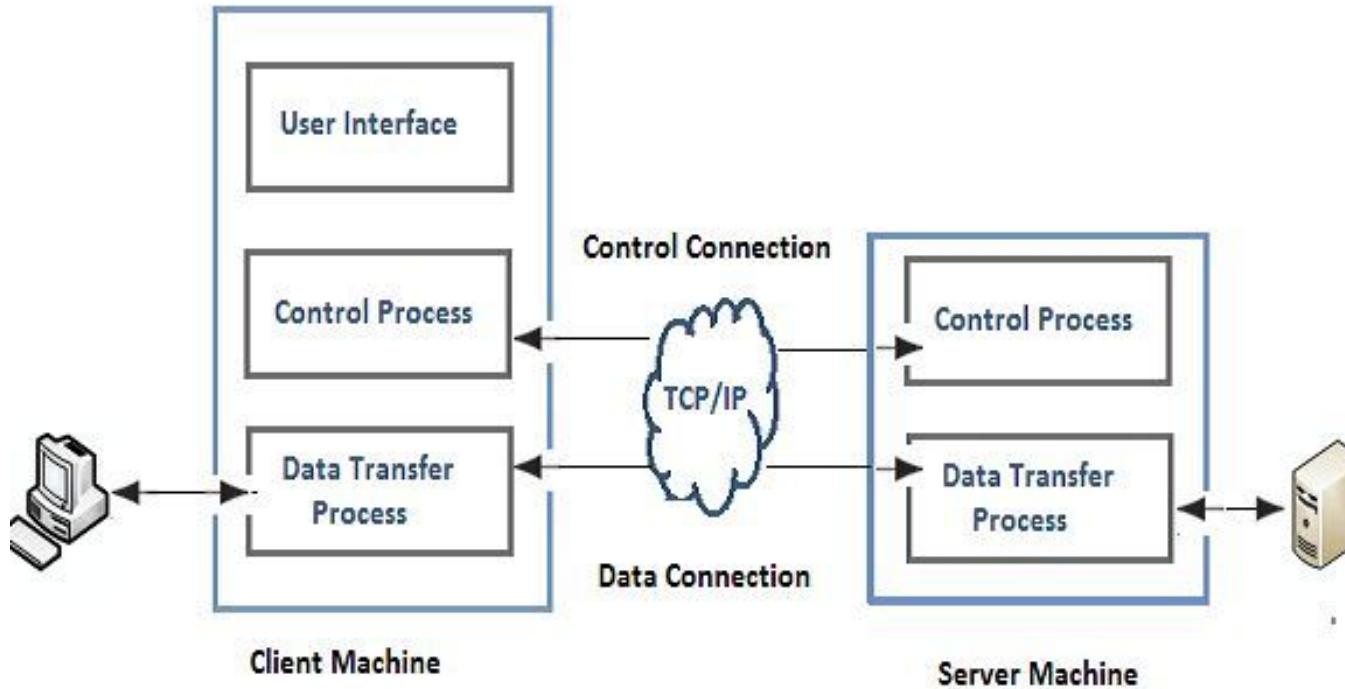 User Interface
Control Connection
Control Process
Control Process
TCP/IP
Data Transfer
Process
Data Transfer
Process
Data Connection
Client Machine
Server Machine